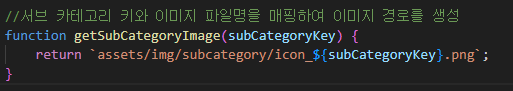 //서브 카테고리 키와 이미지 파일명을 매핑하여 이미지 경로를 생성
function getSubCategoryImage(subCategoryKey) {
    return `assets/img/subcategory/icon_${subCategoryKey}.png`;
}